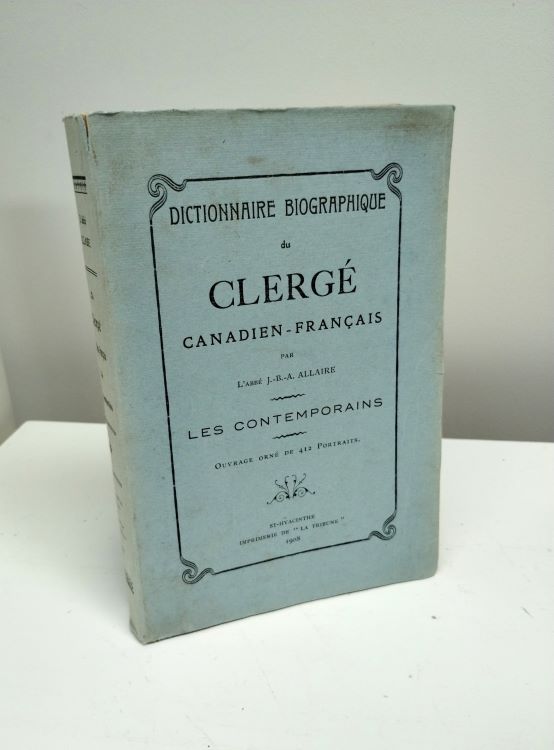 DICTIONNAIRE BIOGRAPHIQUE
du
CLERGÉ
CANADIEN-FRANÇAIS
PAR
L'ABBÉ J.-B.-A. ALLAIRE
LES CONTEMPORAINS
OUVRAGE ORNÉ DE 412 PORTRAITS.
ST-HYACINTHE
IMPRIMERIE DE "LA TRIBUNE"
1908